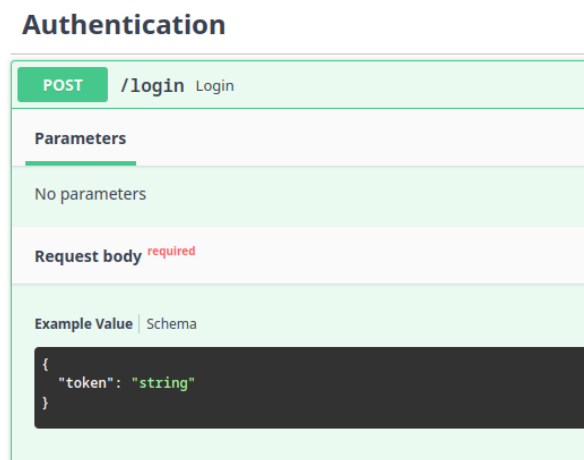 Authentication
POST /login Login
Parameters
No parameters
Request body required
Example Value Schema
{
  "token": "string"
}